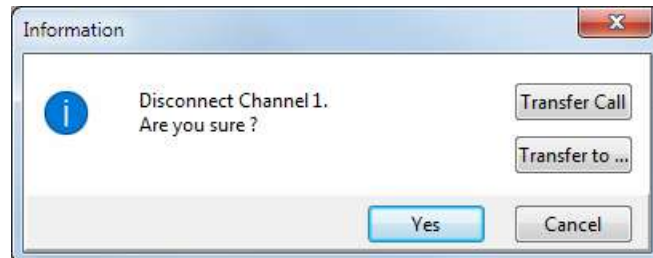 Information
Disconnect Channel 1.
Are you sure ?
Transfer Call
Transfer to ...
Yes
Cancel